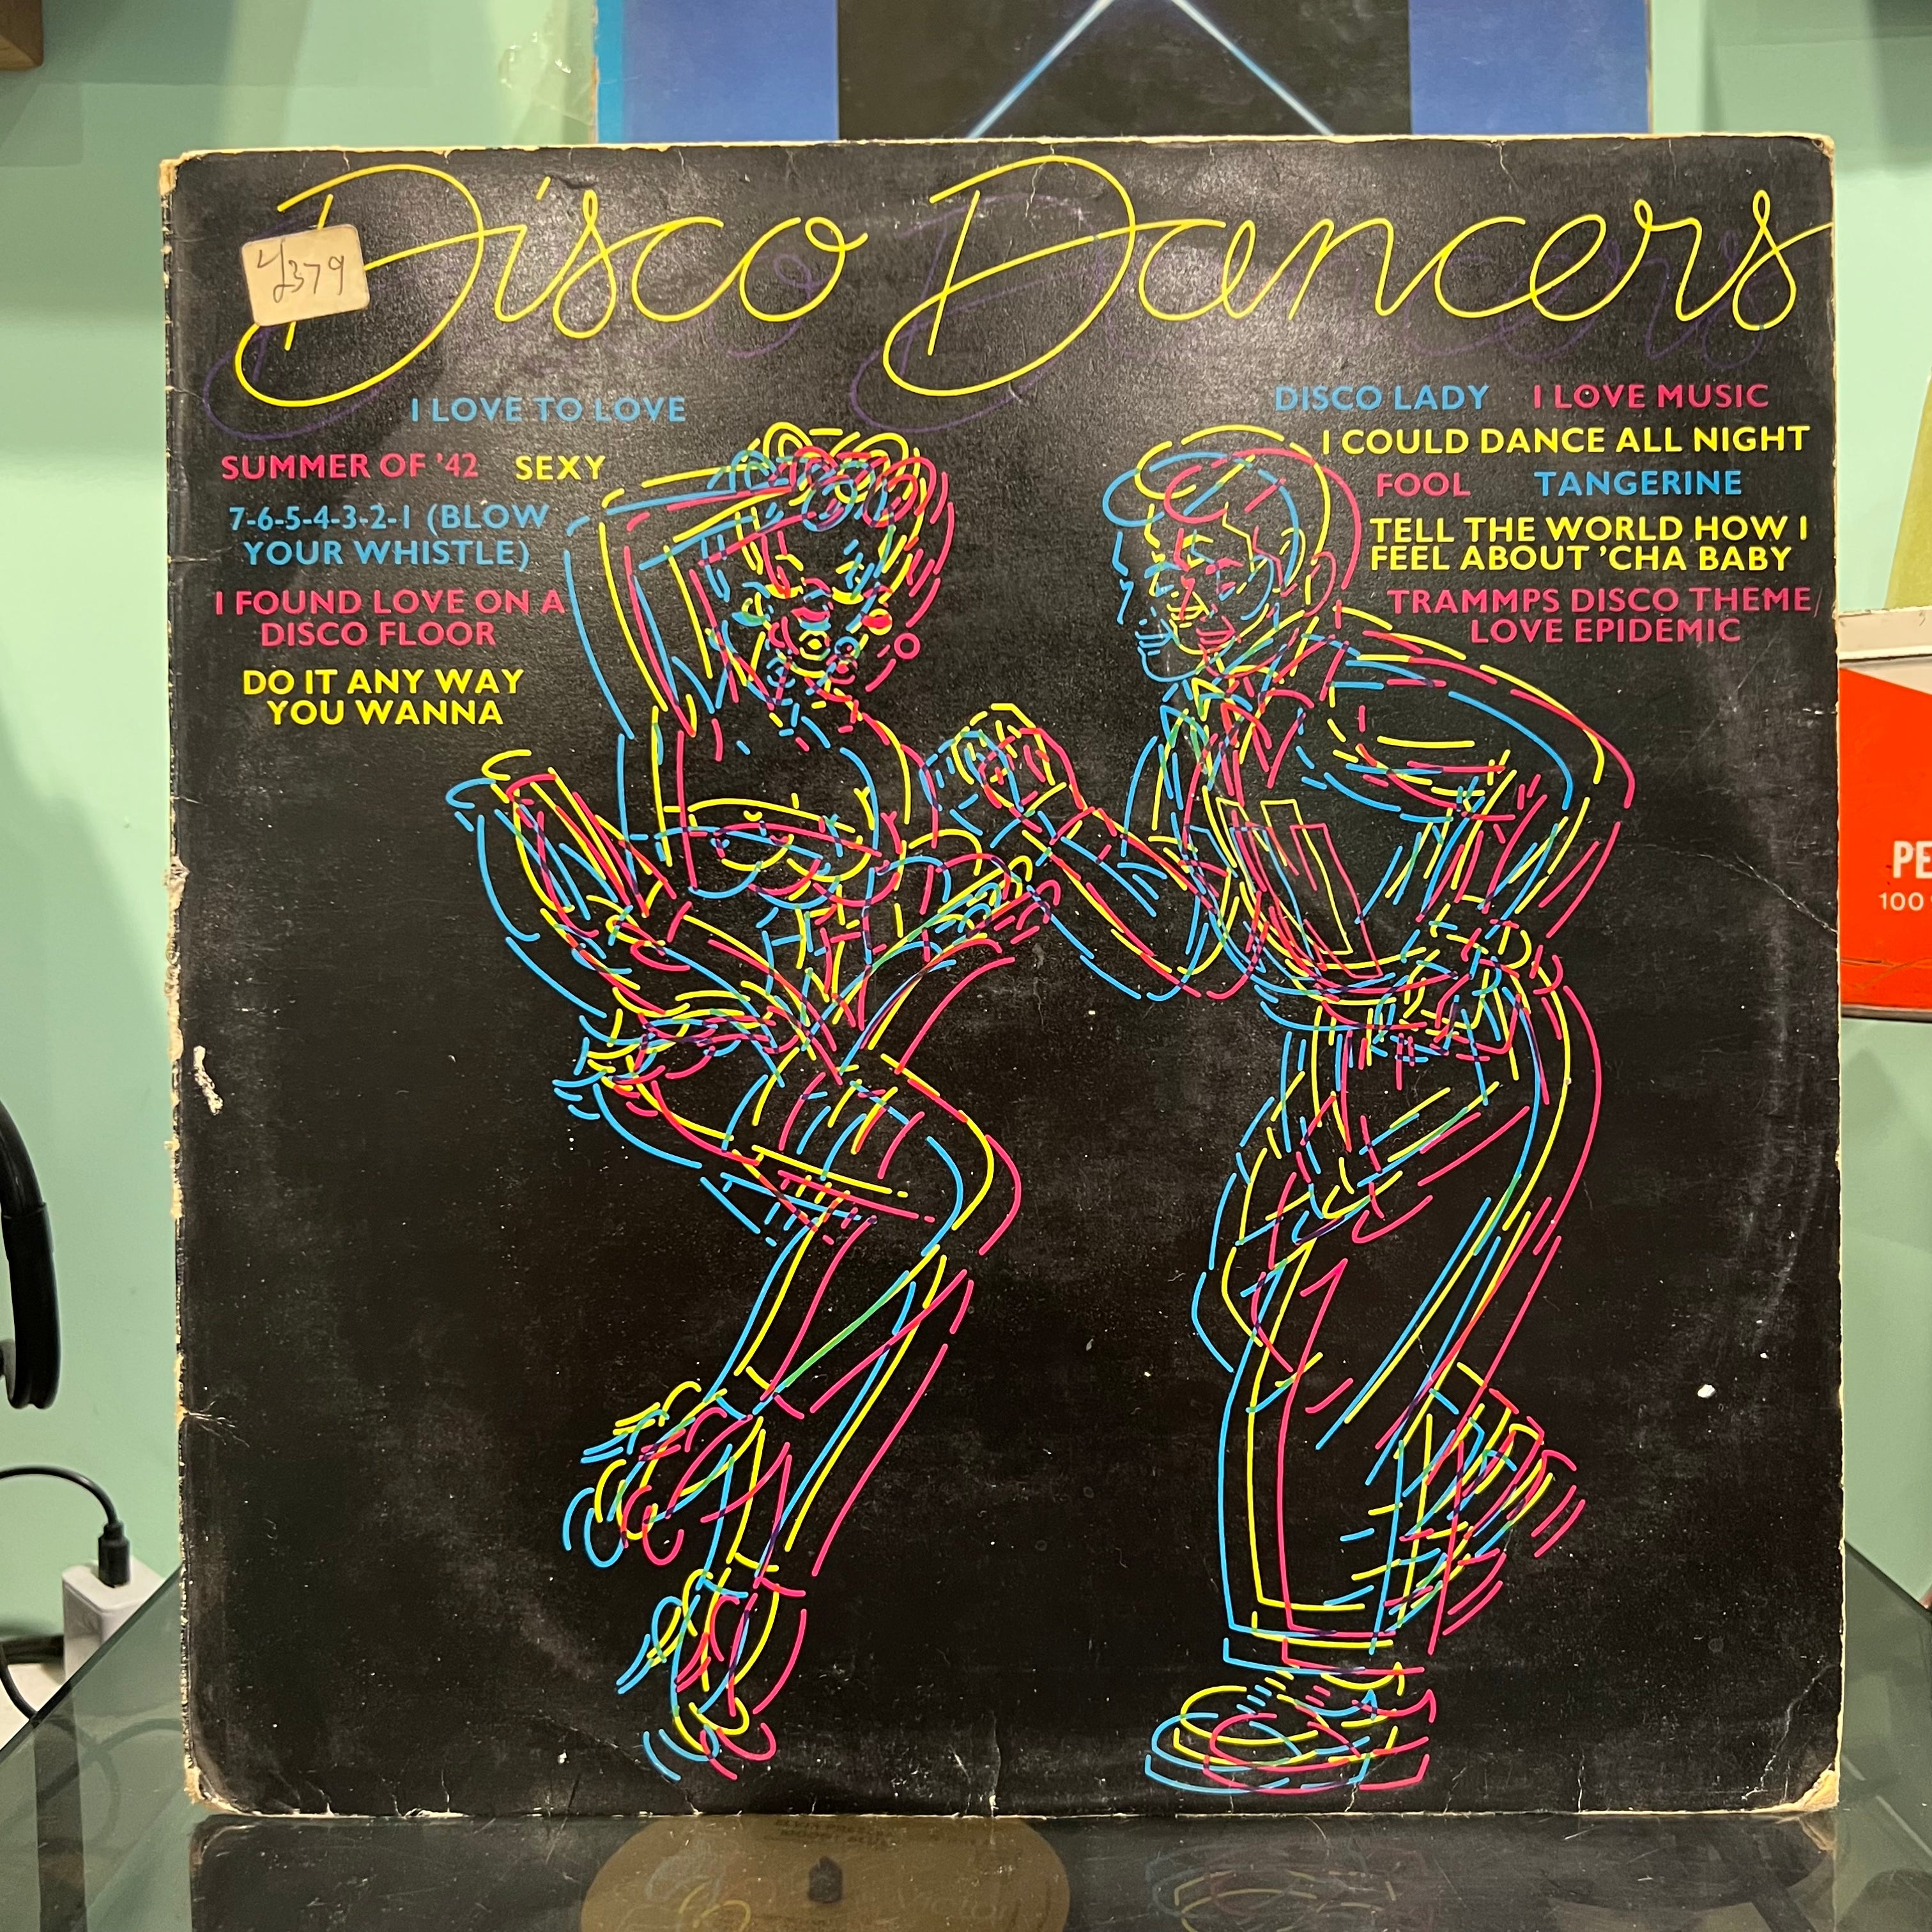 Disco Dancers
I LOVE TO LOVE
SUMMER OF '42 SEXY
7-6-5-4-3-2-1 (BLOW
YOUR WHISTLE)
I FOUND LOVE ON A
DISCO FLOOR
DO IT ANY WAY
YOU WANNA
DISCO LADY I LOVE MUSIC
I COULD DANCE ALL NIGHT
FOOL TANGERINE
TELL THE WORLD HOW I
FEEL ABOUT 'CHA BABY
TRAMMPS DISCO THEME/
LOVE EPIDEMIC
PE
100